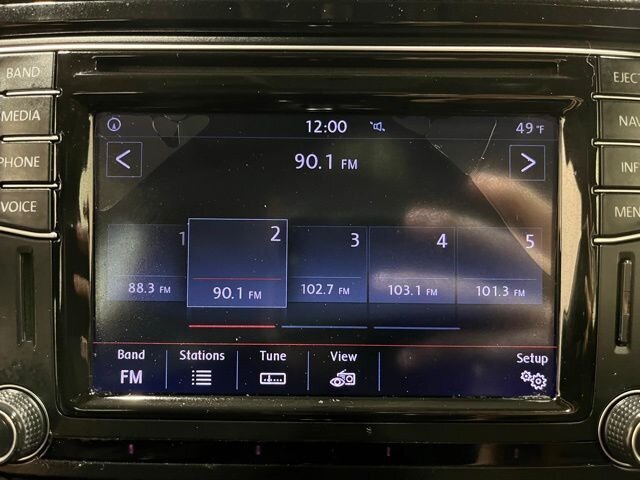 BAND
MEDIA
PHONE
VOICE
12:00
49°F
90.1 FM
1
2
3
4
5
88.3 FM
90.1 FM
102.7 FM
103.1 FM
101.3 FM
Band
Stations
Tune
View
Setup
FM
EJECT
NAV
INF
MEN